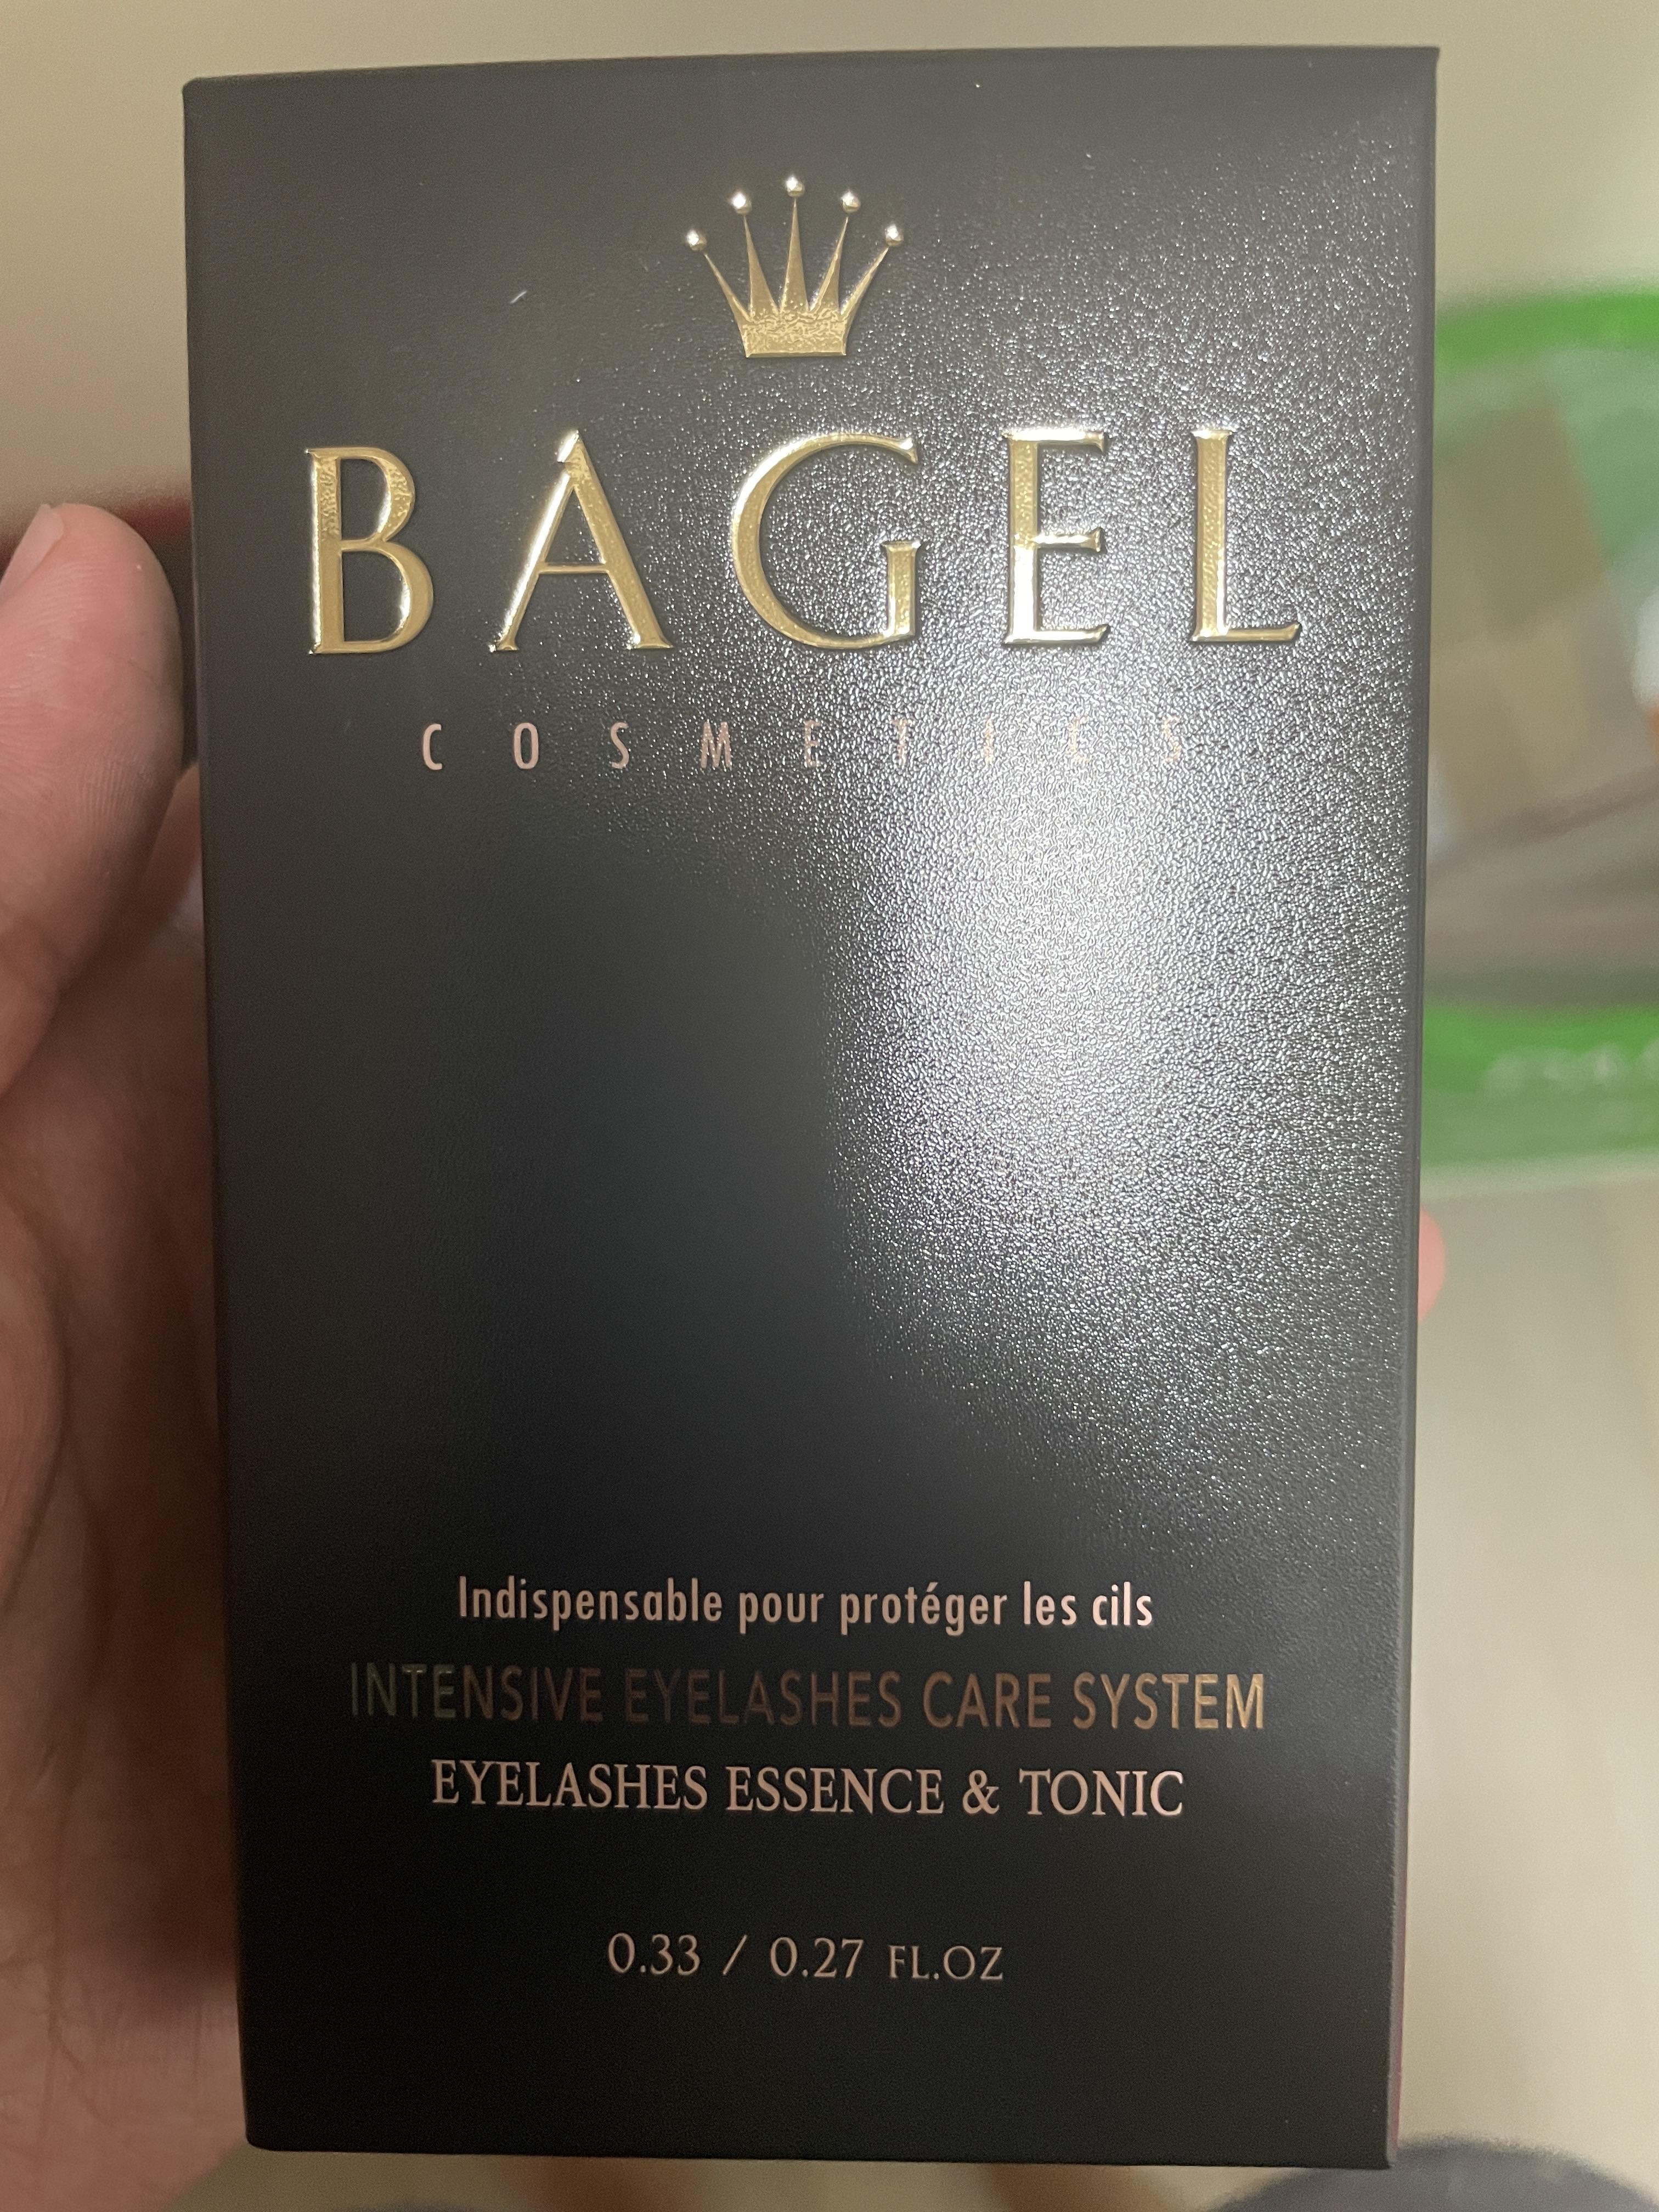 BAGEL
COSMETICS
Indispensable pour protéger les cils
INTENSIVE EYELASHES CARE SYSTEM
EYELASHES ESSENCE & TONIC
0.33 / 0.27 FL.OZ